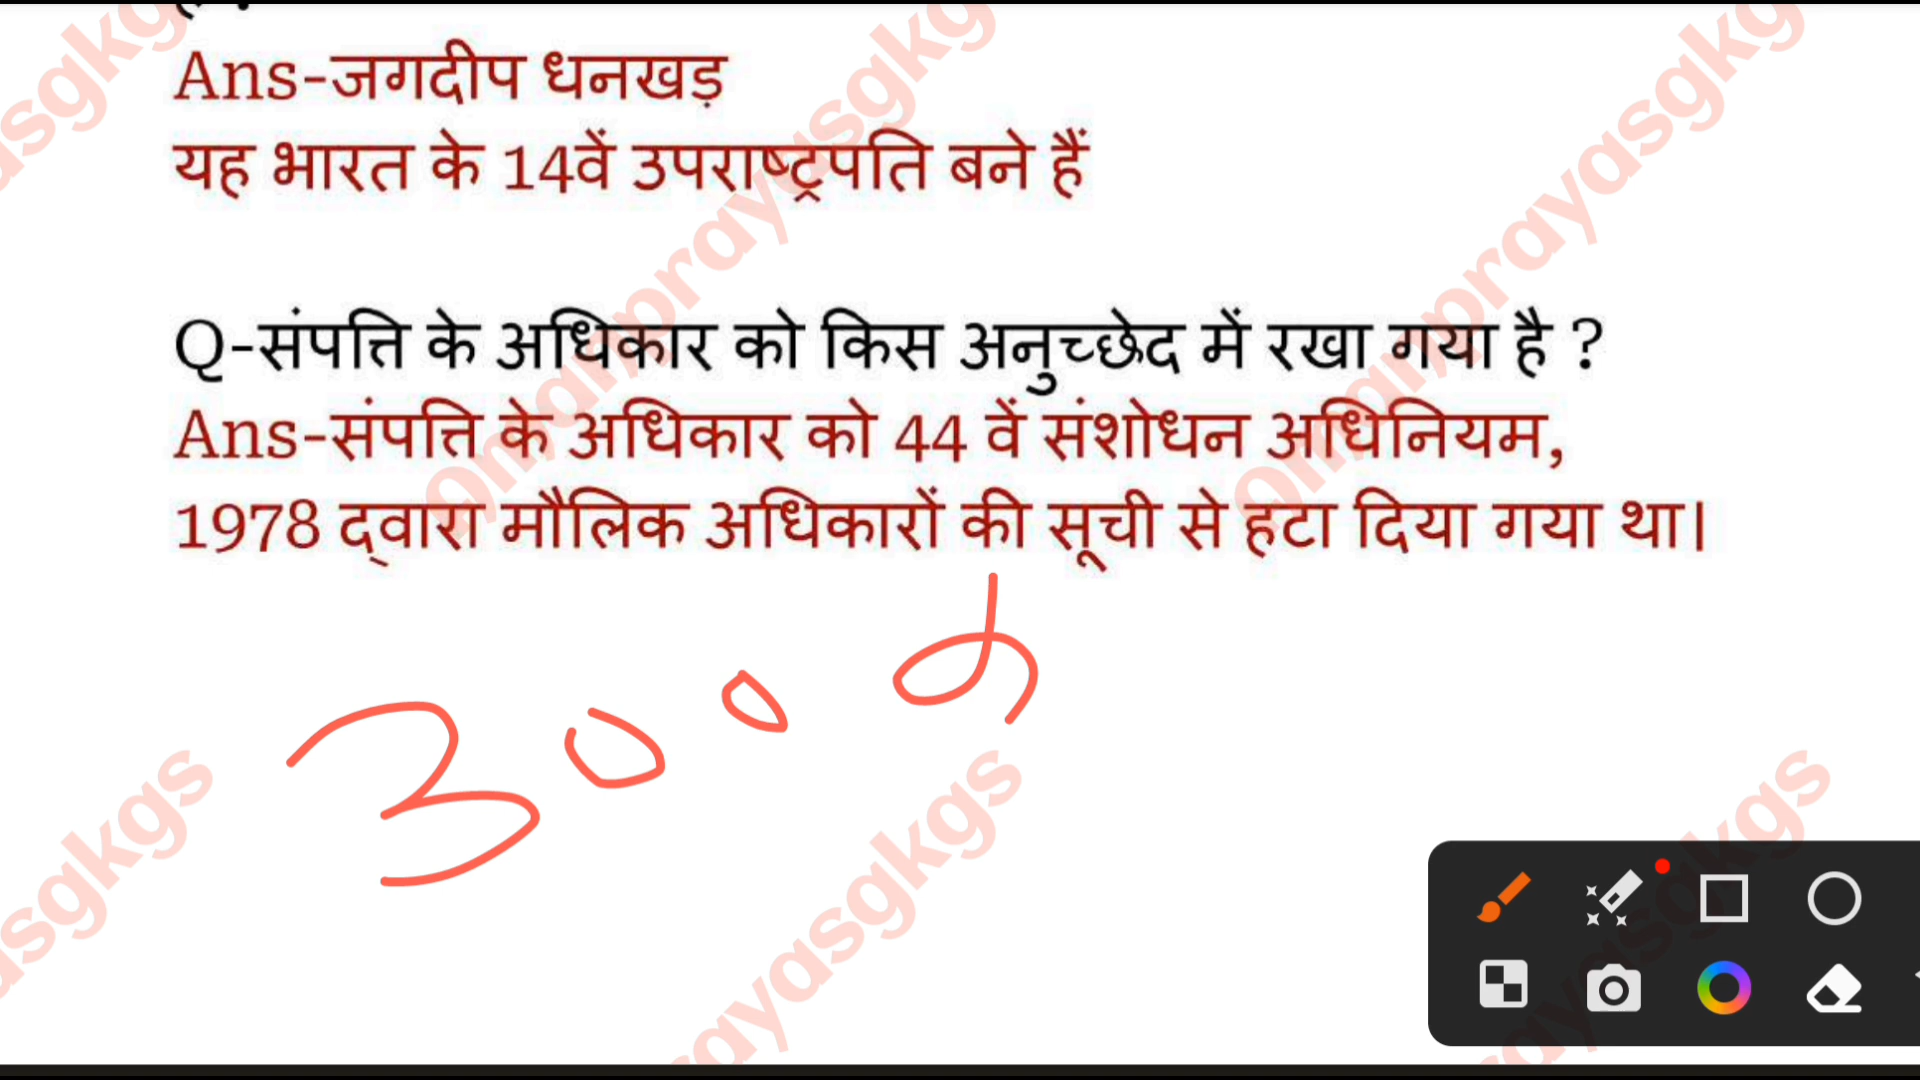 Ans-जगदीप धनखड़
यह भारत के 14वें उपराष्ट्रपति बने हैं
Q-संपत्ति के अधिकार को किस अनुच्छेद में रखा गया है ?
Ans-संपत्ति के अधिकार को 44 वें संशोधन अधिनियम,
1978 द्वारा मौलिक अधिकारों की सूची से हटा दिया गया था।
300 क